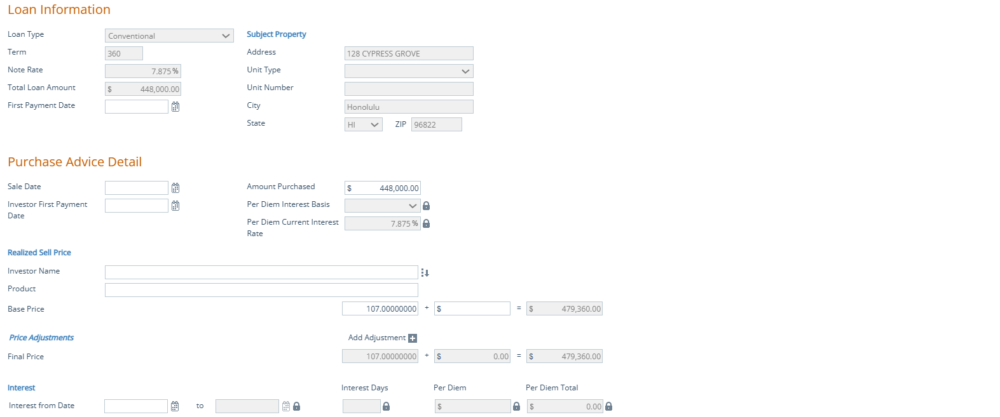 Loan Information
Loan Type Conventional Subject Property
Term 360 Address 128 CYPRESS GROVE
Note Rate 7.875 % Unit Type
Total Loan Amount $ 448,000.00 Unit Number
First Payment Date City Honolulu
State HI ZIP 96822
Purchase Advice Detail
Sale Date Amount Purchased $ 448,000.00
Investor First Payment Date Per Diem Interest Basis
Per Diem Current Interest Rate 7.875 %
Realized Sell Price
Investor Name
Product
Base Price 107.00000000 + $ = $ 479,360.00
Price Adjustments Add Adjustment
Final Price 107.00000000 + $ 0.00 = $ 479,360.00
Interest Interest Days Per Diem Per Diem Total
Interest from Date to $ $ 0.00